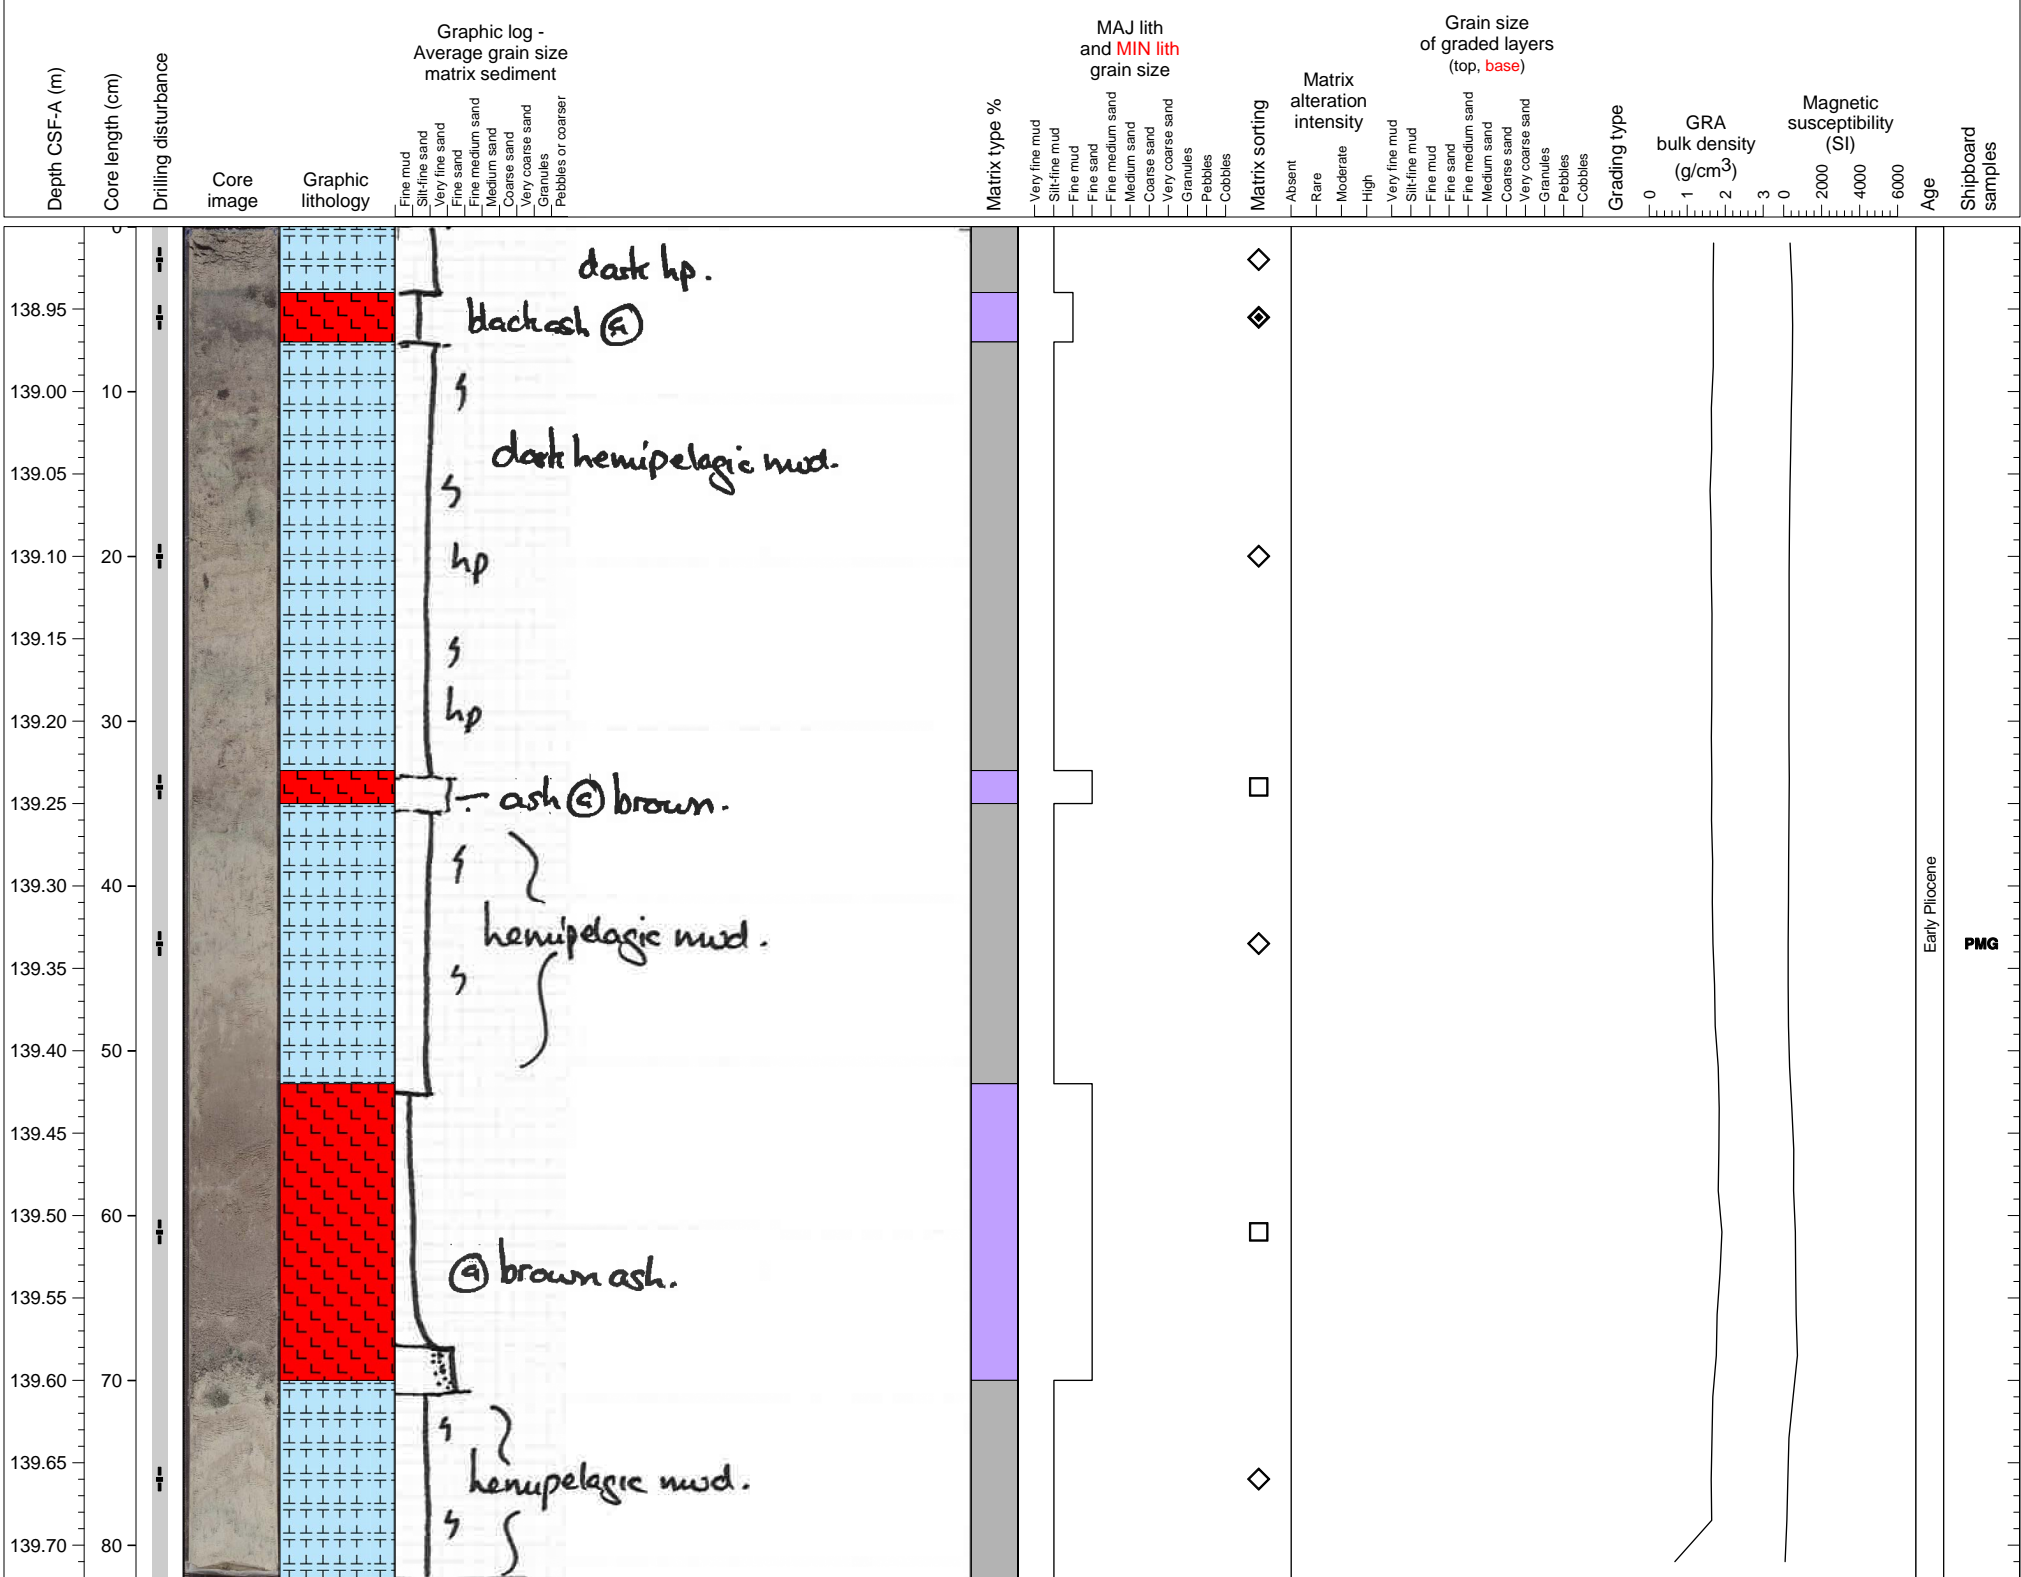 Depth CSF-A (m)
Core length (cm)
Drilling disturbance
Core
image
Graphic
lithology
Graphic log -
Average grain size
matrix sediment
Fine mud
Silt-fine sand
Very fine sand
Fine sand
Fine medium sand
Medium sand
Coarse sand
Very coarse sand
Granules
Pebbles or coarser
Matrix type %
MAJ lith
and MIN lith
grain size
Very fine mud
Silt-fine mud
Fine mud
Fine sand
Fine medium sand
Medium sand
Coarse sand
Very coarse sand
Granules
Pebbles
Cobbles
Matrix sorting
Matrix
alteration
intensity
Absent
Rare
Moderate
High
Grain size
of graded layers
(top, base)
Very fine mud
Silt-fine mud
Fine mud
Fine sand
Fine medium sand
Medium sand
Coarse sand
Very coarse sand
Granules
Pebbles
Cobbles
Grading type
GRA
bulk density
(g/cm3)
0 1 2 3
Magnetic
susceptibility
(SI)
0 2000 4000 6000
Age
Shipboard
samples
0
dark hp.
138.95
black ash a
139.00 10
dark hemipelagic mud.
139.05
139.10 20
hp
139.15
139.20 30
hp
139.25
ash a brown.
139.30 40
hemipelagic mud.
Early Pliocene
PMG
139.35
139.40 50
139.45
139.50 60
a brown ash.
139.55
139.60 70
139.65
hemipelagic mud.
139.70 80